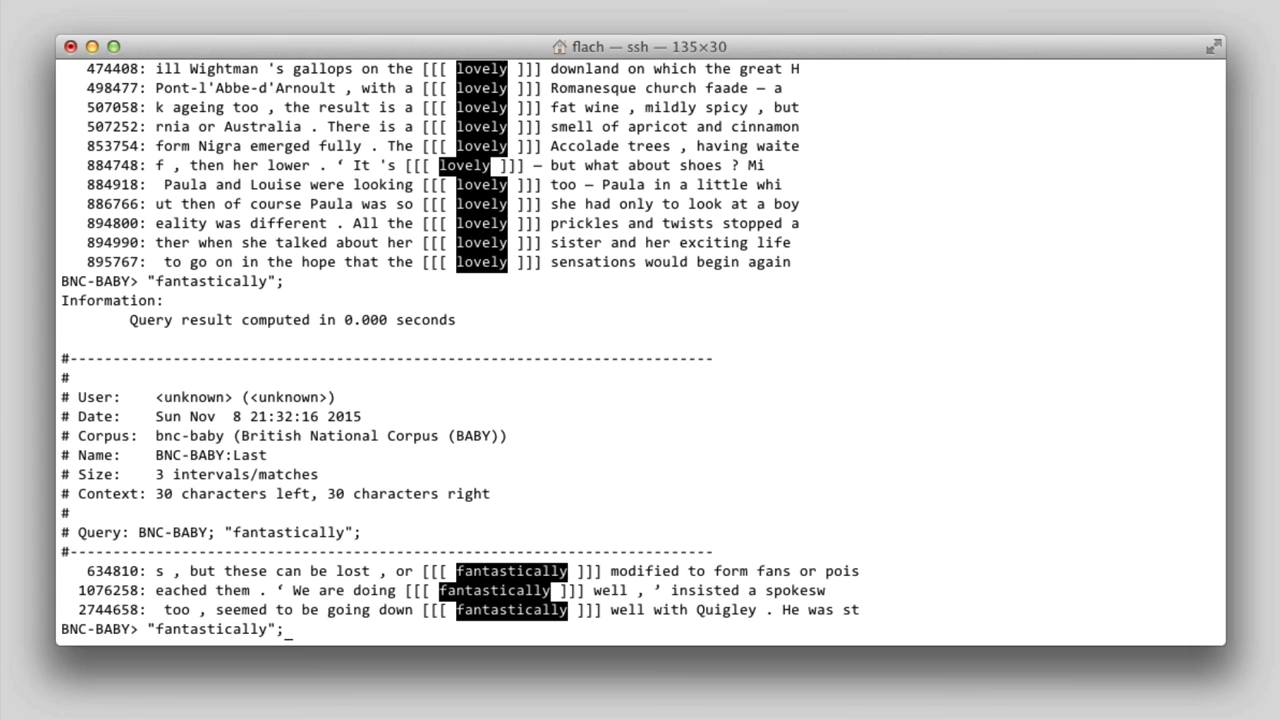 flach — ssh — 135×30
474408: ill Wightman 's gallops on the [[[ lovely ]]] downland on which the great H
498477: Pont-l'Abbe-d'Arnoult , with a [[[ lovely ]]] Romanesque church faade — a
507058: k ageing too , the result is a [[[ lovely ]]] fat wine , mildly spicy , but
507252: rnia or Australia . There is a [[[ lovely ]]] smell of apricot and cinnamon
853754: form Nigra emerged fully . The [[[ lovely ]]] Accolade trees , having waite
884748: f , then her lower . ‘ It 's [[[ lovely ]]] — but what about shoes ? Mi
884918:  Paula and Louise were looking [[[ lovely ]]] too — Paula in a little whi
886766: ut then of course Paula was so [[[ lovely ]]] she had only to look at a boy
894800: eality was different . All the [[[ lovely ]]] prickles and twists stopped a
894990: ther when she talked about her [[[ lovely ]]] sister and her exciting life
895767:  to go on in the hope that the [[[ lovely ]]] sensations would begin again
BNC-BABY> "fantastically";
Information:
Query result computed in 0.000 seconds
#---------------------------------------------------------------------------
#
# User:    <unknown> (<unknown>)
# Date:    Sun Nov  8 21:32:16 2015
# Corpus:  bnc-baby (British National Corpus (BABY))
# Name:    BNC-BABY:Last
# Size:    3 intervals/matches
# Context: 30 characters left, 30 characters right
#
# Query: BNC-BABY; "fantastically";
#---------------------------------------------------------------------------
634810: s , but these can be lost , or [[[ fantastically ]]] modified to form fans or pois
1076258: eached them . ‘ We are doing [[[ fantastically ]]] well , ’ insisted a spokesw
2744658:  too , seemed to be going down [[[ fantastically ]]] well with Quigley . He was st
BNC-BABY> "fantastically";_